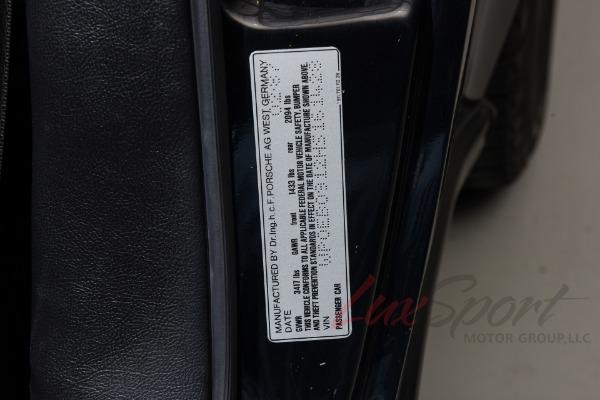 MANUFACTURED BY Dr.Ing.h.c.F.PORSCHE AG WEST GERMANY
DATE
GVWR 3417 lbs GAWR front 1433 lbs rear 2094 lbs
THIS VEHICLE CONFORMS TO ALL APPLICABLE FEDERAL MOTOR VEHICLE SAFETY, BUMPER
AND THEFT PREVENTION STANDARDS IN EFFECT ON THE DATE OF MANUFACTURE SHOWN ABOVE.
VIN
PASSENGER CAR
LuxSport
MOTOR GROUP,LLC